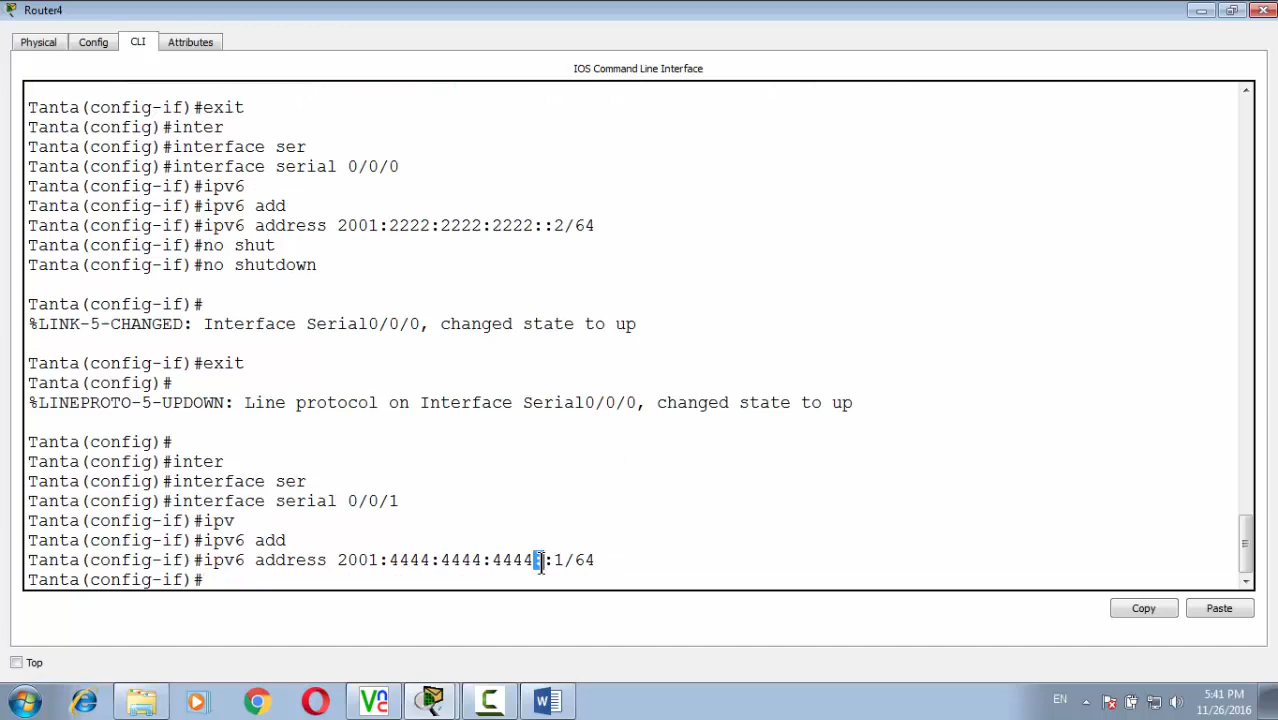 Router4
Physical
Config
CLI
Attributes
IOS Command Line Interface
Tanta(config-if)#exit
Tanta(config)#inter
Tanta(config)#interface ser
Tanta(config)#interface serial 0/0/0
Tanta(config-if)#ipv6
Tanta(config-if)#ipv6 add
Tanta(config-if)#ipv6 address 2001:2222:2222:2222::2/64
Tanta(config-if)#no shut
Tanta(config-if)#no shutdown
Tanta(config-if)#
%LINK-5-CHANGED: Interface Serial0/0/0, changed state to up
Tanta(config-if)#exit
Tanta(config)#
%LINEPROTO-5-UPDOWN: Line protocol on Interface Serial0/0/0, changed state to up
Tanta(config)#
Tanta(config)#inter
Tanta(config)#interface ser
Tanta(config)#interface serial 0/0/1
Tanta(config-if)#ipv
Tanta(config-if)#ipv6 add
Tanta(config-if)#ipv6 address 2001:4444:4444:4444::1/64
Tanta(config-if)#
Copy
Paste
Top
EN
5:41 PM
11/26/2016